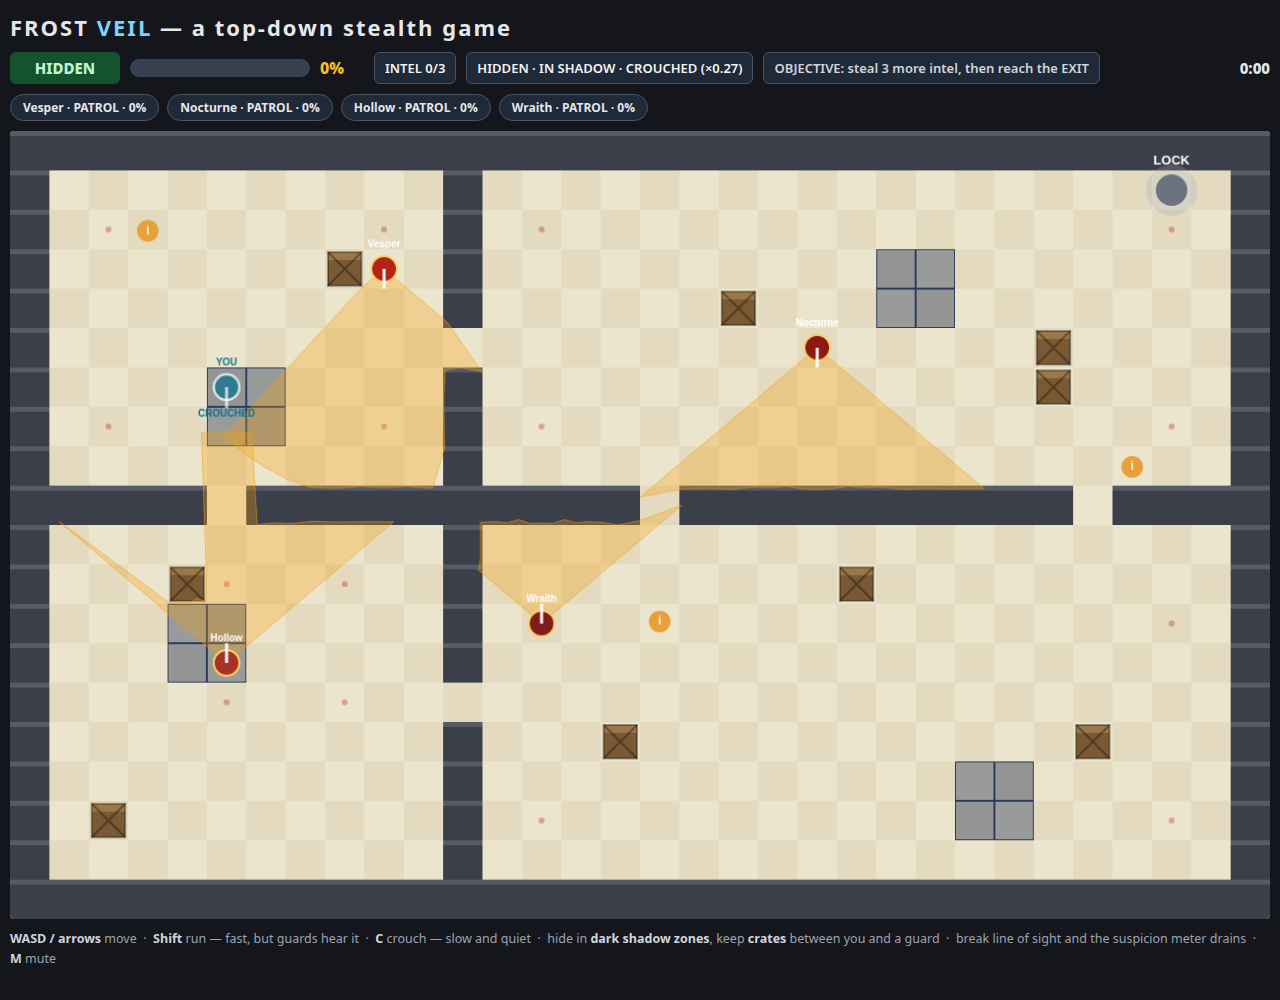 FROST VEIL — a top-down stealth game
HIDDEN
0%
INTEL 0/3
HIDDEN · IN SHADOW · CROUCHED (×0.27)
OBJECTIVE: steal 3 more intel, then reach the EXIT
0:00
Vesper · PATROL · 0%
Nocturne · PATROL · 0%
Hollow · PATROL · 0%
Wraith · PATROL · 0%
LOCK
i
Vesper
Nocturne
YOU
CROUCHED
i
Wraith
i
Hollow
WASD / arrows move · Shift run — fast, but guards hear it · C crouch — slow and quiet · hide in dark shadow zones, keep crates between you and a guard · break line of sight and the suspicion meter drains ·
M mute